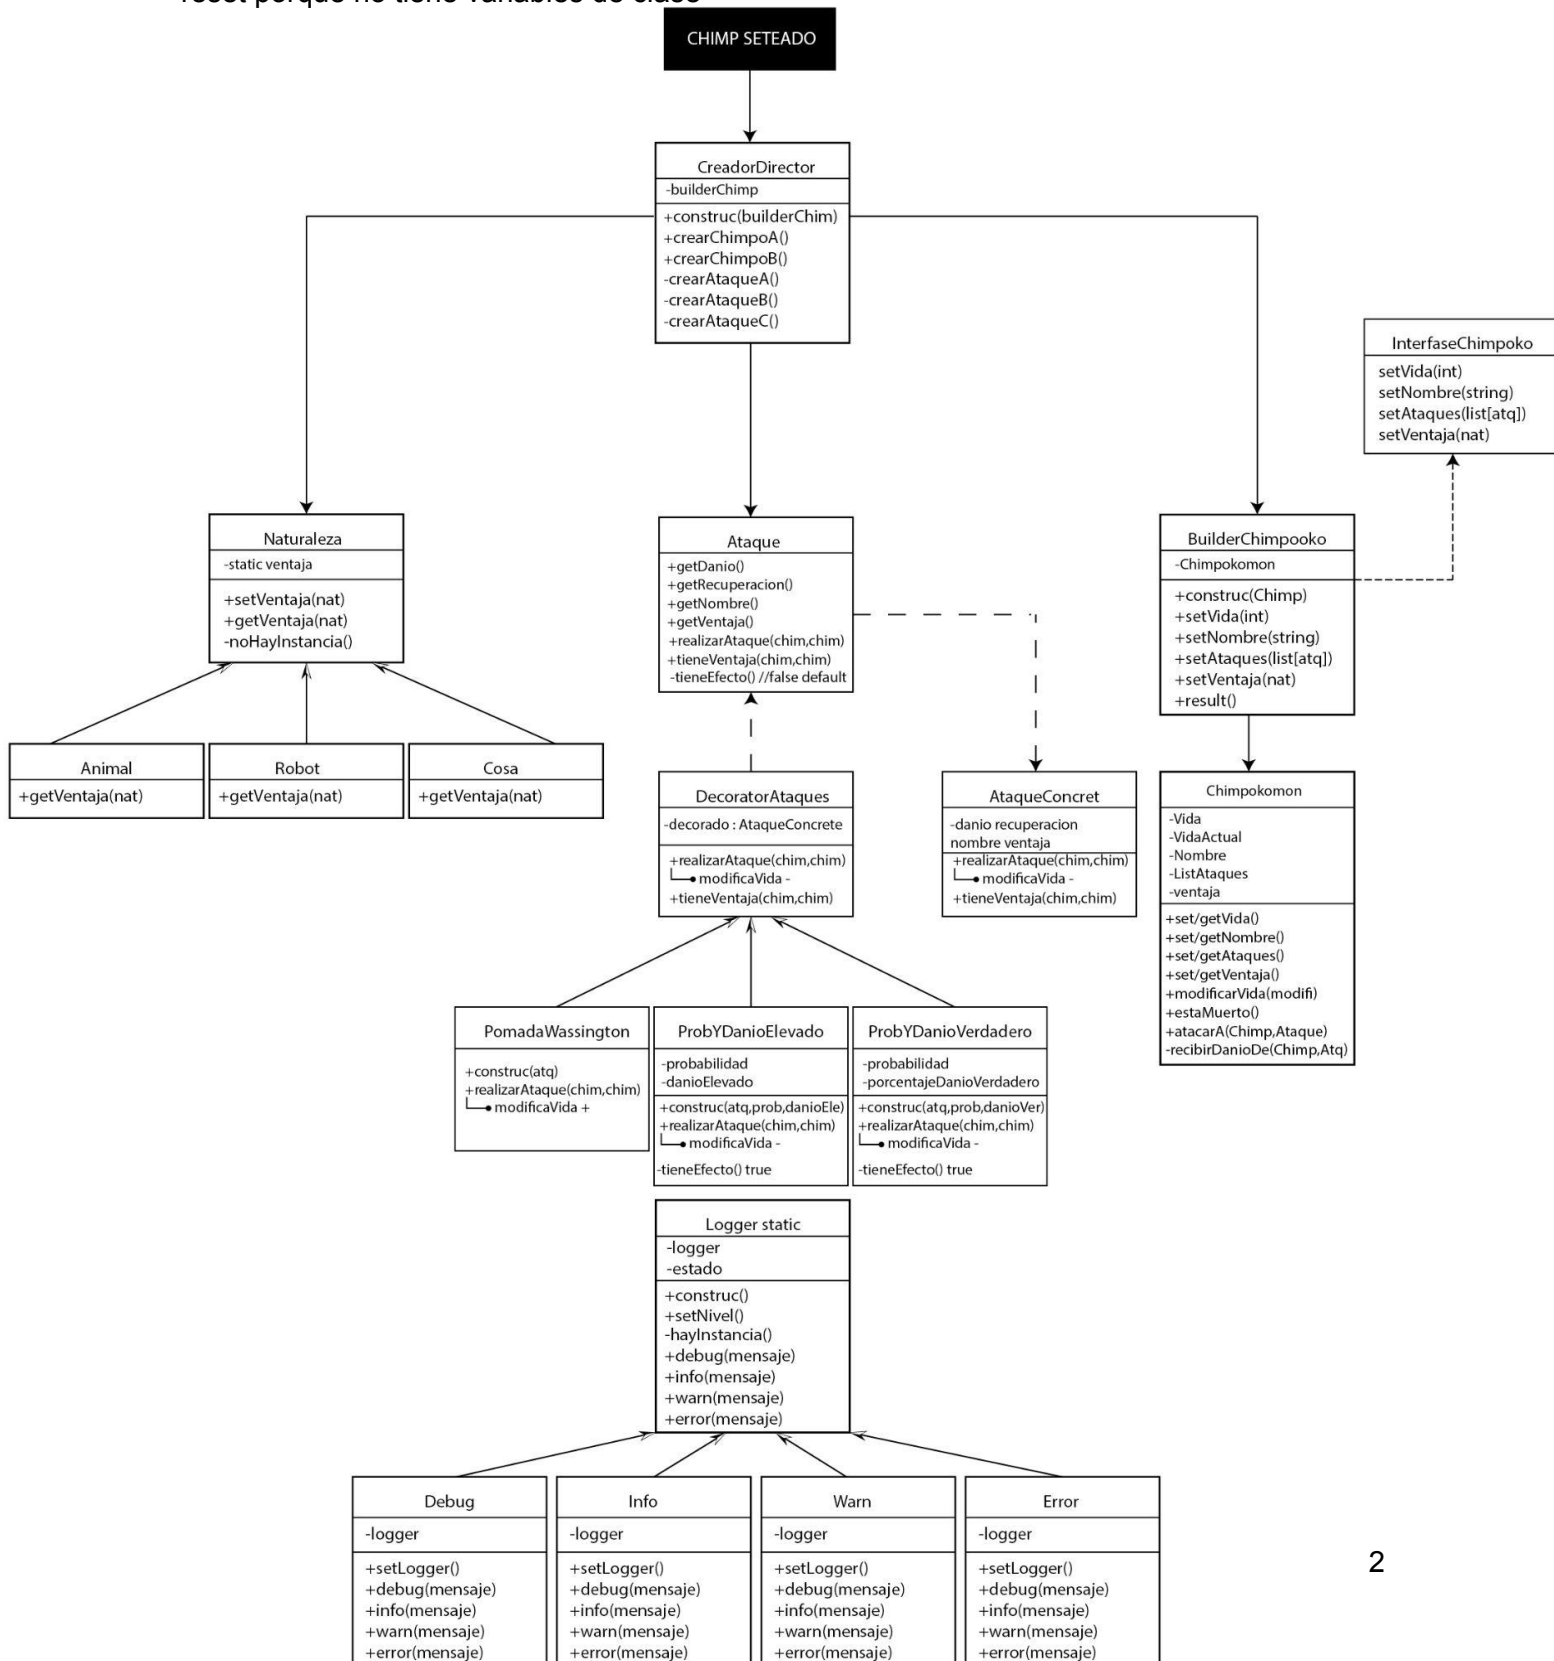 reset porque no tiene variables de clase
CHIMP SETEADO
CreadorDirector
-builderChimp
+construc(builderChim)
+crearChimpoA()
+crearChimpoB()
-crearAtaqueA()
-crearAtaqueB()
-crearAtaqueC()
InterfaseChimpoko
setVida(int)
setNombre(string)
setAtaques(list[atq])
setVentaja(nat)
Naturaleza
-static ventaja
+setVentaja(nat)
+getVentaja(nat)
-noHayInstancia()
Ataque
+getDanio()
+getRecuperacion()
+getNombre()
+getVentaja()
+realizarAtaque(chim,chim)
+tieneVentaja(chim,chim)
-tieneEfecto() //false default
BuilderChimpooko
-Chimpokomon
+construc(Chimp)
+setVida(int)
+setNombre(string)
+setAtaques(list[atq])
+setVentaja(nat)
+result()
Animal
+getVentaja(nat)
Robot
+getVentaja(nat)
Cosa
+getVentaja(nat)
DecoratorAtaques
-decorado : AtaqueConcrete
+realizarAtaque(chim,chim)
modificaVida -
+tieneVentaja(chim,chim)
AtaqueConcret
-danio recuperacion
nombre ventaja
+realizarAtaque(chim,chim)
modificaVida -
+tieneVentaja(chim,chim)
Chimpokomon
-Vida
-VidaActual
-Nombre
-ListAtaques
-ventaja
+set/getVida()
+set/getNombre()
+set/getAtaques()
+set/getVentaja()
+modificarVida(modifi)
+estaMuerto()
+atacarA(Chimp,Ataque)
-recibirDanioDe(Chimp,Atq)
PomadaWassington
+construc(atq)
+realizarAtaque(chim,chim)
modificaVida +
ProbYDanioElevado
-probabilidad
-danioElevado
+construc(atq,prob,danioEle)
+realizarAtaque(chim,chim)
modificaVida -
-tieneEfecto() true
ProbYDanioVerdadero
-probabilidad
-porcentajeDanioVerdadero
+construc(atq,prob,danioVer)
+realizarAtaque(chim,chim)
modificaVida -
-tieneEfecto() true
Logger static
-logger
-estado
+construc()
+setNivel()
-hayInstancia()
+debug(mensaje)
+info(mensaje)
+warn(mensaje)
+error(mensaje)
Debug
-logger
+setLogger()
+debug(mensaje)
+info(mensaje)
+warn(mensaje)
+error(mensaje)
Info
-logger
+setLogger()
+debug(mensaje)
+info(mensaje)
+warn(mensaje)
+error(mensaje)
Warn
-logger
+setLogger()
+debug(mensaje)
+info(mensaje)
+warn(mensaje)
+error(mensaje)
Error
-logger
+setLogger()
+debug(mensaje)
+info(mensaje)
+warn(mensaje)
+error(mensaje)
2